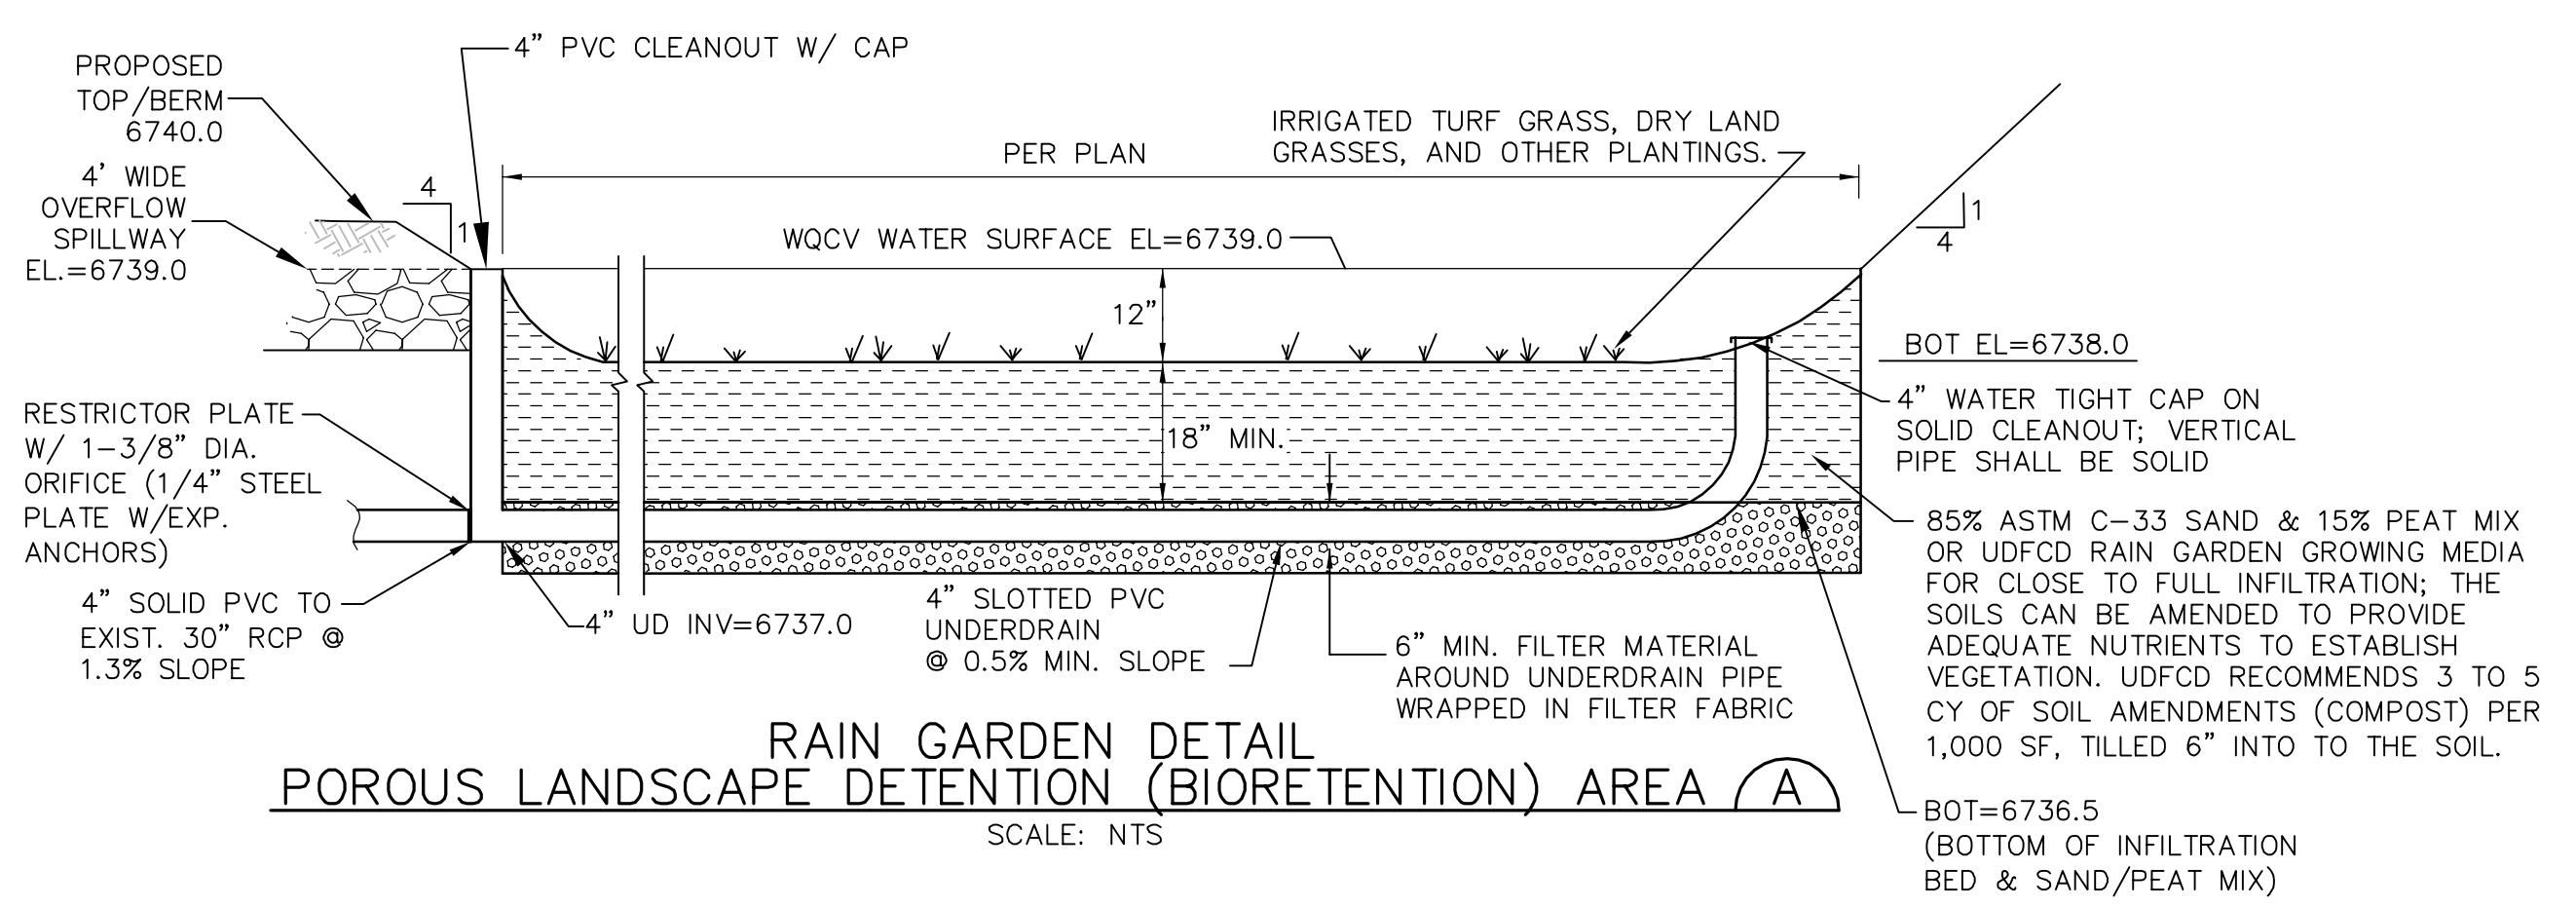 4” PVC CLEANOUT W/ CAP
PROPOSED
TOP/BERM
6740.0
4’ WIDE
OVERFLOW
SPILLWAY
EL.=6739.0
4
1
PER PLAN
IRRIGATED TURF GRASS, DRY LAND
GRASSES, AND OTHER PLANTINGS.
WQCV WATER SURFACE EL=6739.0
1
4
12”
18” MIN.
BOT EL=6738.0
4” WATER TIGHT CAP ON
SOLID CLEANOUT; VERTICAL
PIPE SHALL BE SOLID
RESTRICTOR PLATE
W/ 1-3/8” DIA.
ORIFICE (1/4” STEEL
PLATE W/EXP.
ANCHORS)
4” SOLID PVC TO
EXIST. 30” RCP @
1.3% SLOPE
4” UD INV=6737.0
4” SLOTTED PVC
UNDERDRAIN
@ 0.5% MIN. SLOPE
6” MIN. FILTER MATERIAL
AROUND UNDERDRAIN PIPE
WRAPPED IN FILTER FABRIC
85% ASTM C-33 SAND & 15% PEAT MIX
OR UDFCD RAIN GARDEN GROWING MEDIA
FOR CLOSE TO FULL INFILTRATION; THE
SOILS CAN BE AMENDED TO PROVIDE
ADEQUATE NUTRIENTS TO ESTABLISH
VEGETATION. UDFCD RECOMMENDS 3 TO 5
CY OF SOIL AMENDMENTS (COMPOST) PER
1,000 SF, TILLED 6” INTO TO THE SOIL.
BOT=6736.5
(BOTTOM OF INFILTRATION
BED & SAND/PEAT MIX)
RAIN GARDEN DETAIL
POROUS LANDSCAPE DETENTION (BIORETENTION) AREA A
SCALE: NTS